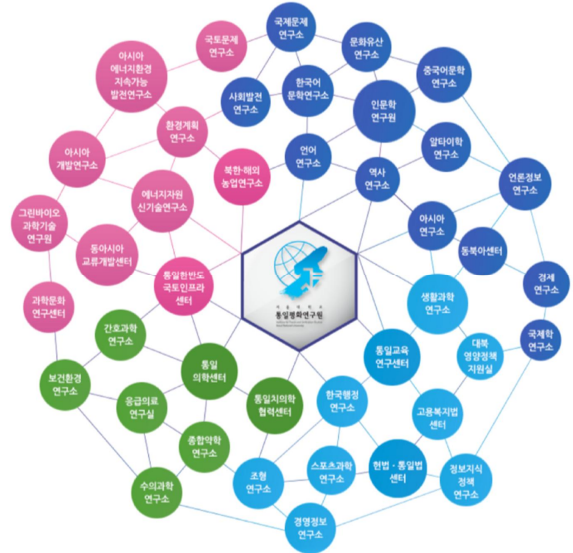 국제문제
연구소
국토문제
연구소
문화유산
연구소
아시아
에너지환경
지속가능
발전연구소
중국어문학
연구소
사회발전
연구소
한국어
문학연구소
인문학
연구원
환경계획
연구소
알타이학
연구소
언어
연구소
아시아
개발연구소
북한·해외
농업연구소
역사
연구소
언론정보
연구소
에너지자원
신기술연구소
그린바이오
과학기술
연구원
아시아
연구소
동북아센터
동아시아
교류개발센터
통일한반도
국토인프라
센터
통일평화연구원
경제
연구소
과학문화
연구센터
생활과학
연구소
간호과학
연구소
국제학
연구소
통일교육
연구센터
대북
영양정책
지원실
통일
의학센터
보건환경
연구소
응급의료
연구실
통일치의학
협력센터
한국행정
연구소
고용복지법
센터
종합약학
연구소
수의과학
연구소
조형
연구소
스포츠과학
연구소
헌법·통일법
센터
정보지식
정책
연구소
경영정보
연구소